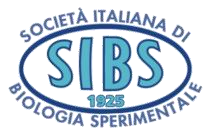 SOCIETÀ ITALIANA DI
SIBS
1925
BIOLOGIA SPERIMENTALE